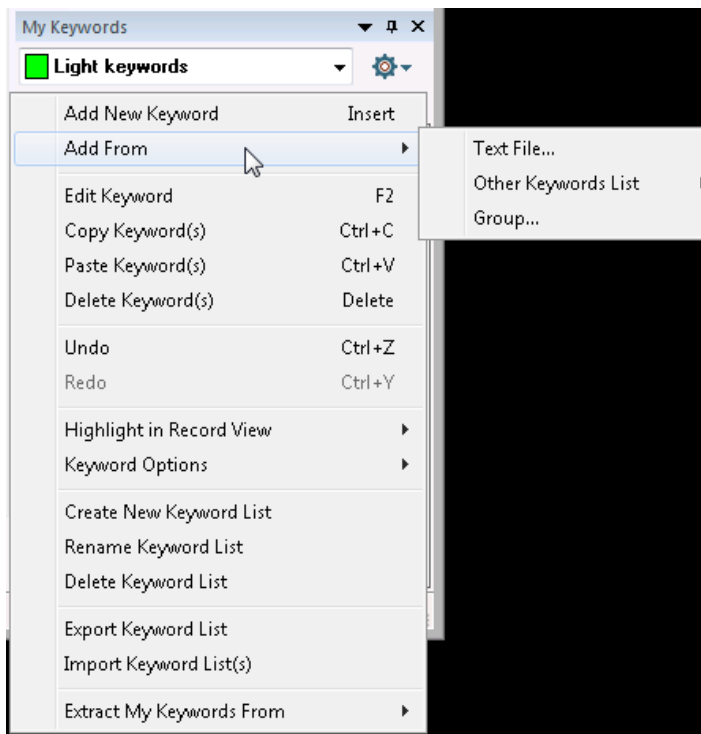 My Keywords
Light keywords
Add New Keyword Insert
Add From
Text File...
Other Keywords List
Group...
Edit Keyword F2
Copy Keyword(s) Ctrl+C
Paste Keyword(s) Ctrl+V
Delete Keyword(s) Delete
Undo Ctrl+Z
Redo Ctrl+Y
Highlight in Record View
Keyword Options
Create New Keyword List
Rename Keyword List
Delete Keyword List
Export Keyword List
Import Keyword List(s)
Extract My Keywords From